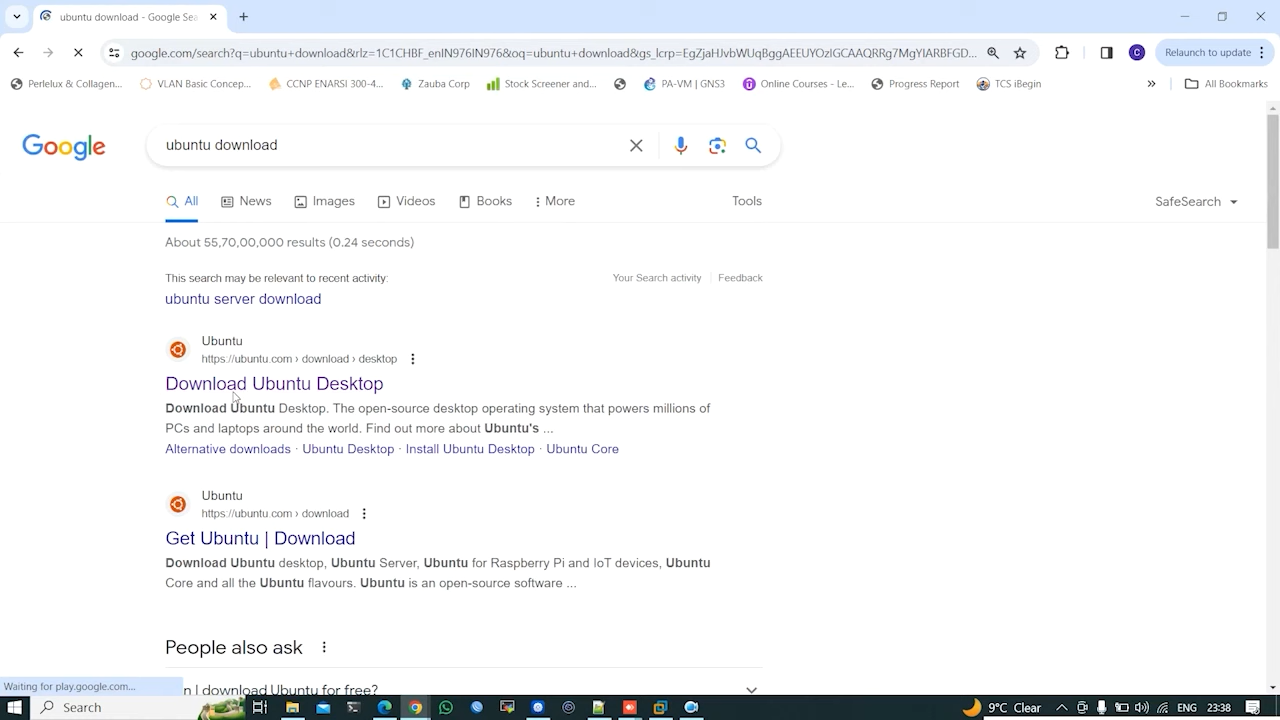 ubuntu download - Google Sea
google.com/search?q=ubuntu+download&rlz=1C1CHBF_enIN976IN976&oq=ubuntu+download&gs_lcrp=EgZjaHJvbWUqBggAEEUYOzIGCAAQRRg7MgYIARBFGD...
C
Relaunch to update
Perlelux & Collagen...
VLAN Basic Concep...
CCNP ENARSI 300-4...
Zauba Corp
Stock Screener and...
PA-VM | GNS3
Online Courses - Le...
Progress Report
TCS iBegin
»
All Bookmarks
Google
ubuntu download
All
News
Images
Videos
Books
More
Tools
SafeSearch
About 55,70,00,000 results (0.24 seconds)
This search may be relevant to recent activity:
Your Search activity
Feedback
ubuntu server download
Ubuntu
https://ubuntu.com › download › desktop
Download Ubuntu Desktop
Download Ubuntu Desktop. The open-source desktop operating system that powers millions of
PCs and laptops around the world. Find out more about Ubuntu's ...
Alternative downloads · Ubuntu Desktop · Install Ubuntu Desktop · Ubuntu Core
Ubuntu
https://ubuntu.com › download
Get Ubuntu | Download
Download Ubuntu desktop, Ubuntu Server, Ubuntu for Raspberry Pi and IoT devices, Ubuntu
Core and all the Ubuntu flavours. Ubuntu is an open-source software ...
People also ask
n I download Ubuntu for free?
Waiting for play.google.com...
Search
9°C Clear
ENG
23:38